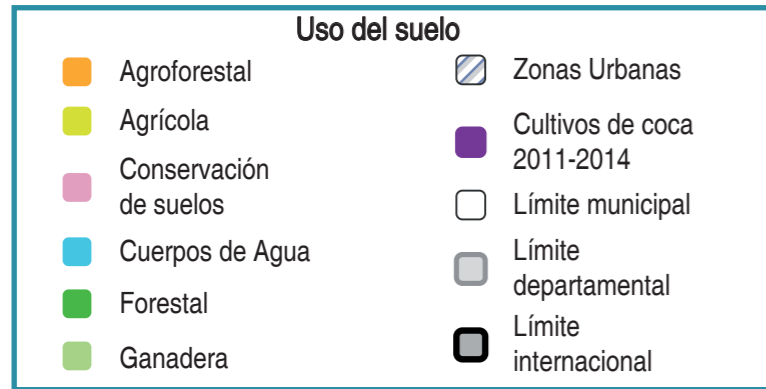 Uso del suelo
Agroforestal
Agrícola
Conservación
de suelos
Cuerpos de Agua
Forestal
Ganadera
Zonas Urbanas
Cultivos de coca
2011-2014
Límite municipal
Límite
departamental
Límite
internacional